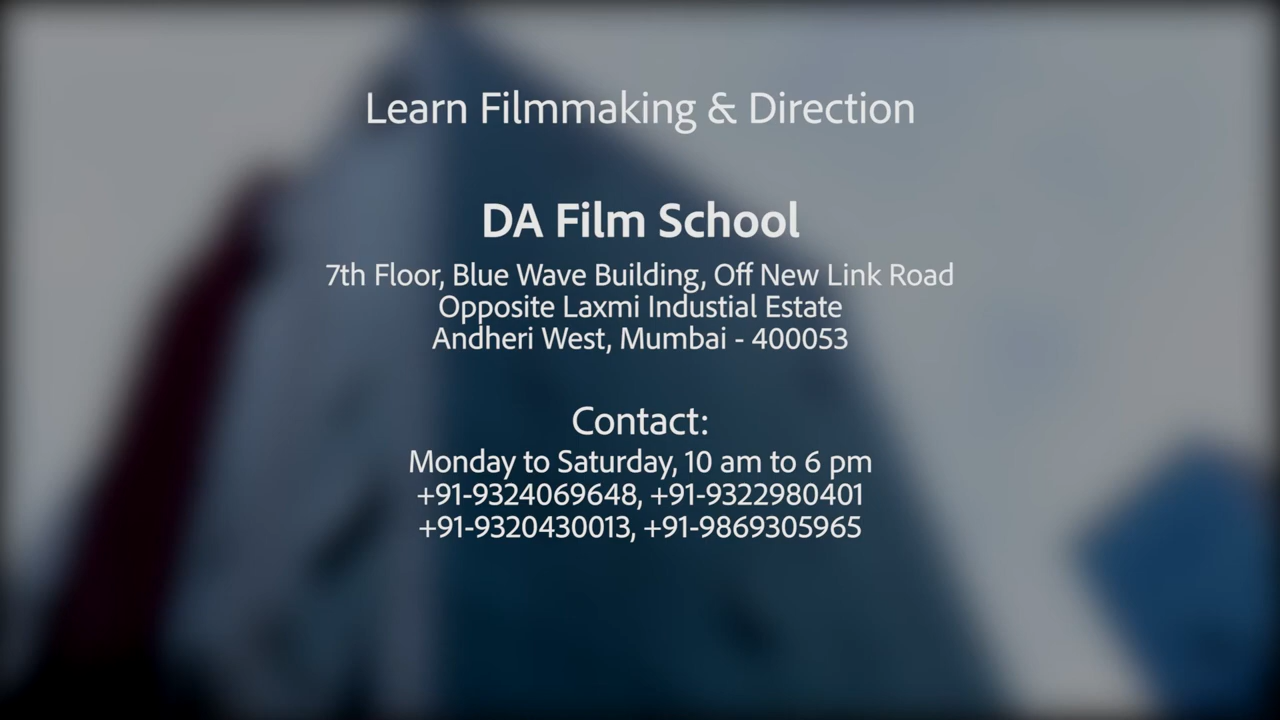 Learn Filmmaking & Direction
DA Film School
7th Floor, Blue Wave Building, Off New Link Road
Opposite Laxmi Industial Estate
Andheri West, Mumbai - 400053
Contact:
Monday to Saturday, 10 am to 6 pm
+91-9324069648, +91-9322980401
+91-9320430013, +91-9869305965